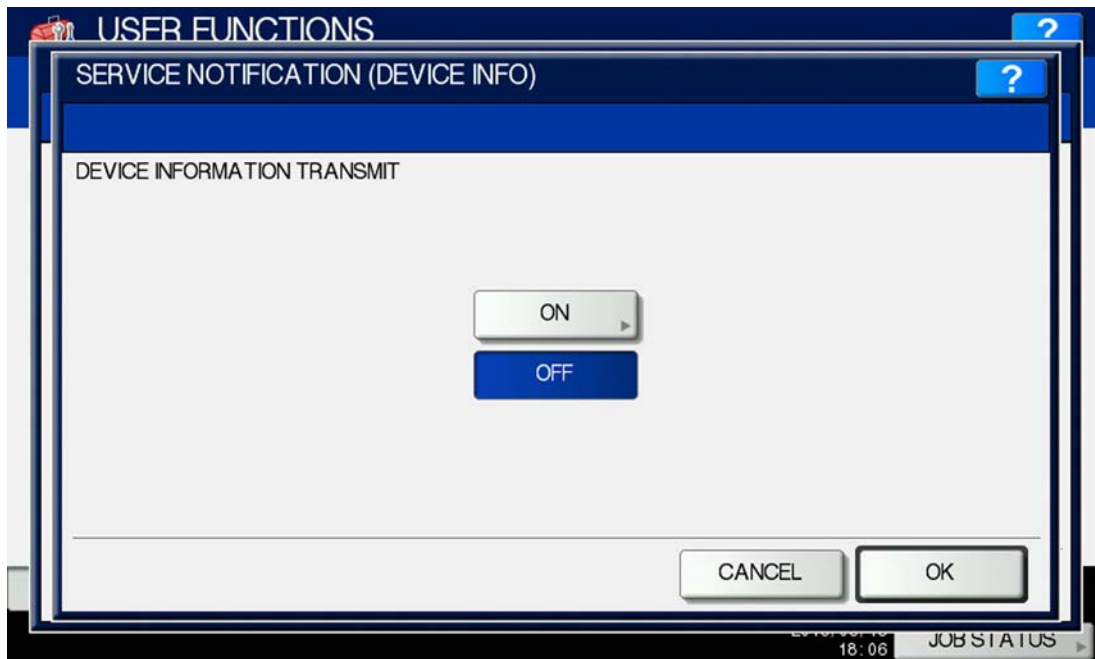 USER FUNCTIONS
?
SERVICE NOTIFICATION (DEVICE INFO)
?
DEVICE INFORMATION TRANSMIT
ON
OFF
CANCEL
OK
18:06
JOB STATUS